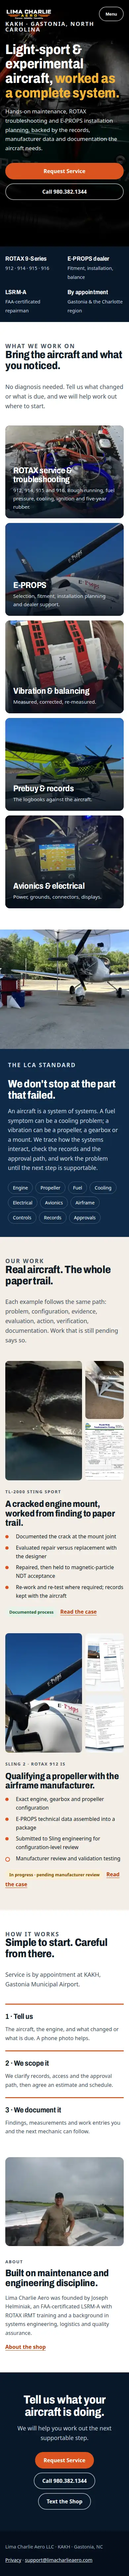 LIMA CHARLIE
AERO
Menu
KAKH · GASTONIA, NORTH
CAROLINA
Light-sport &
experimental
aircraft, worked as
a complete system.
Hands-on maintenance, ROTAX
troubleshooting and E-PROPS installation
planning, backed by the records,
manufacturer data and documentation the
aircraft needs.
Request Service
Call 980.382.1344
ROTAX 9-Series
912 · 914 · 915 · 916
E-PROPS dealer
Fitment, installation,
balance
LSRM-A
FAA-certificated
repairman
By appointment
Gastonia & the Charlotte
region
WHAT WE WORK ON
Bring the aircraft and what
you noticed.
No diagnosis needed. Tell us what changed
or what is due, and we will help work out
where to start.
ROTAX service &
troubleshooting
912, 914, 915 and 916. Rough running, fuel
pressure, cooling, ignition and five-year
rubber.
E-PROPS
Selection, fitment, installation planning
and dealer support.
Vibration & balancing
Measured, corrected, re-measured.
Prebuy & records
The logbooks against the aircraft.
Avionics & electrical
Power, grounds, connectors, displays.
THE LCA STANDARD
We don't stop at the part
that failed.
An aircraft is a system of systems. A fuel
symptom can be a cooling problem; a
vibration can be a propeller, a gearbox or
a mount. We trace how the systems
interact, check the records and the
approval path, and work the problem
until the next step is supportable.
Engine
Propeller
Fuel
Cooling
Electrical
Avionics
Airframe
Controls
Records
Approvals
OUR WORK
Real aircraft. The whole
paper trail.
Each example follows the same path:
problem, configuration, evidence,
evaluation, action, verification,
documentation. Work that is still pending
says so.
TL-2000 STING SPORT
A cracked engine mount,
worked from finding to paper
trail.
Documented the crack at the mount joint
Evaluated repair versus replacement with
the designer
Repaired, then held to magnetic-particle
NDT acceptance
Re-work and re-test where required; records
kept with the aircraft
Documented process
Read the case
SLING 2 · ROTAX 912 IS
Qualifying a propeller with the
airframe manufacturer.
Exact engine, gearbox and propeller
configuration
E-PROPS technical data assembled into a
package
Submitted to Sling engineering for
configuration-level review
Manufacturer review and validation testing
In progress · pending manufacturer review
Read
the case
HOW IT WORKS
Simple to start. Careful
from there.
Service is by appointment at KAKH,
Gastonia Municipal Airport.
1 · Tell us
The aircraft, the engine, and what changed or
what is due. A phone photo helps.
2 · We scope it
We clarify records, access and the approval
path, then agree an estimate and schedule.
3 · We document it
Findings, measurements and work entries you
and the next mechanic can follow.
ABOUT
Built on maintenance and
engineering discipline.
Lima Charlie Aero was founded by Joseph
Helminiak, an FAA-certificated LSRM-A with
ROTAX iRMT training and a background in
systems engineering, logistics and quality
assurance.
About the shop
Tell us what your
aircraft is doing.
We will help you work out the next
supportable step.
Request Service
Call 980.382.1344
Text the Shop
Lima Charlie Aero LLC · KAKH · Gastonia, NC
Privacy · support@limacharlieaero.com